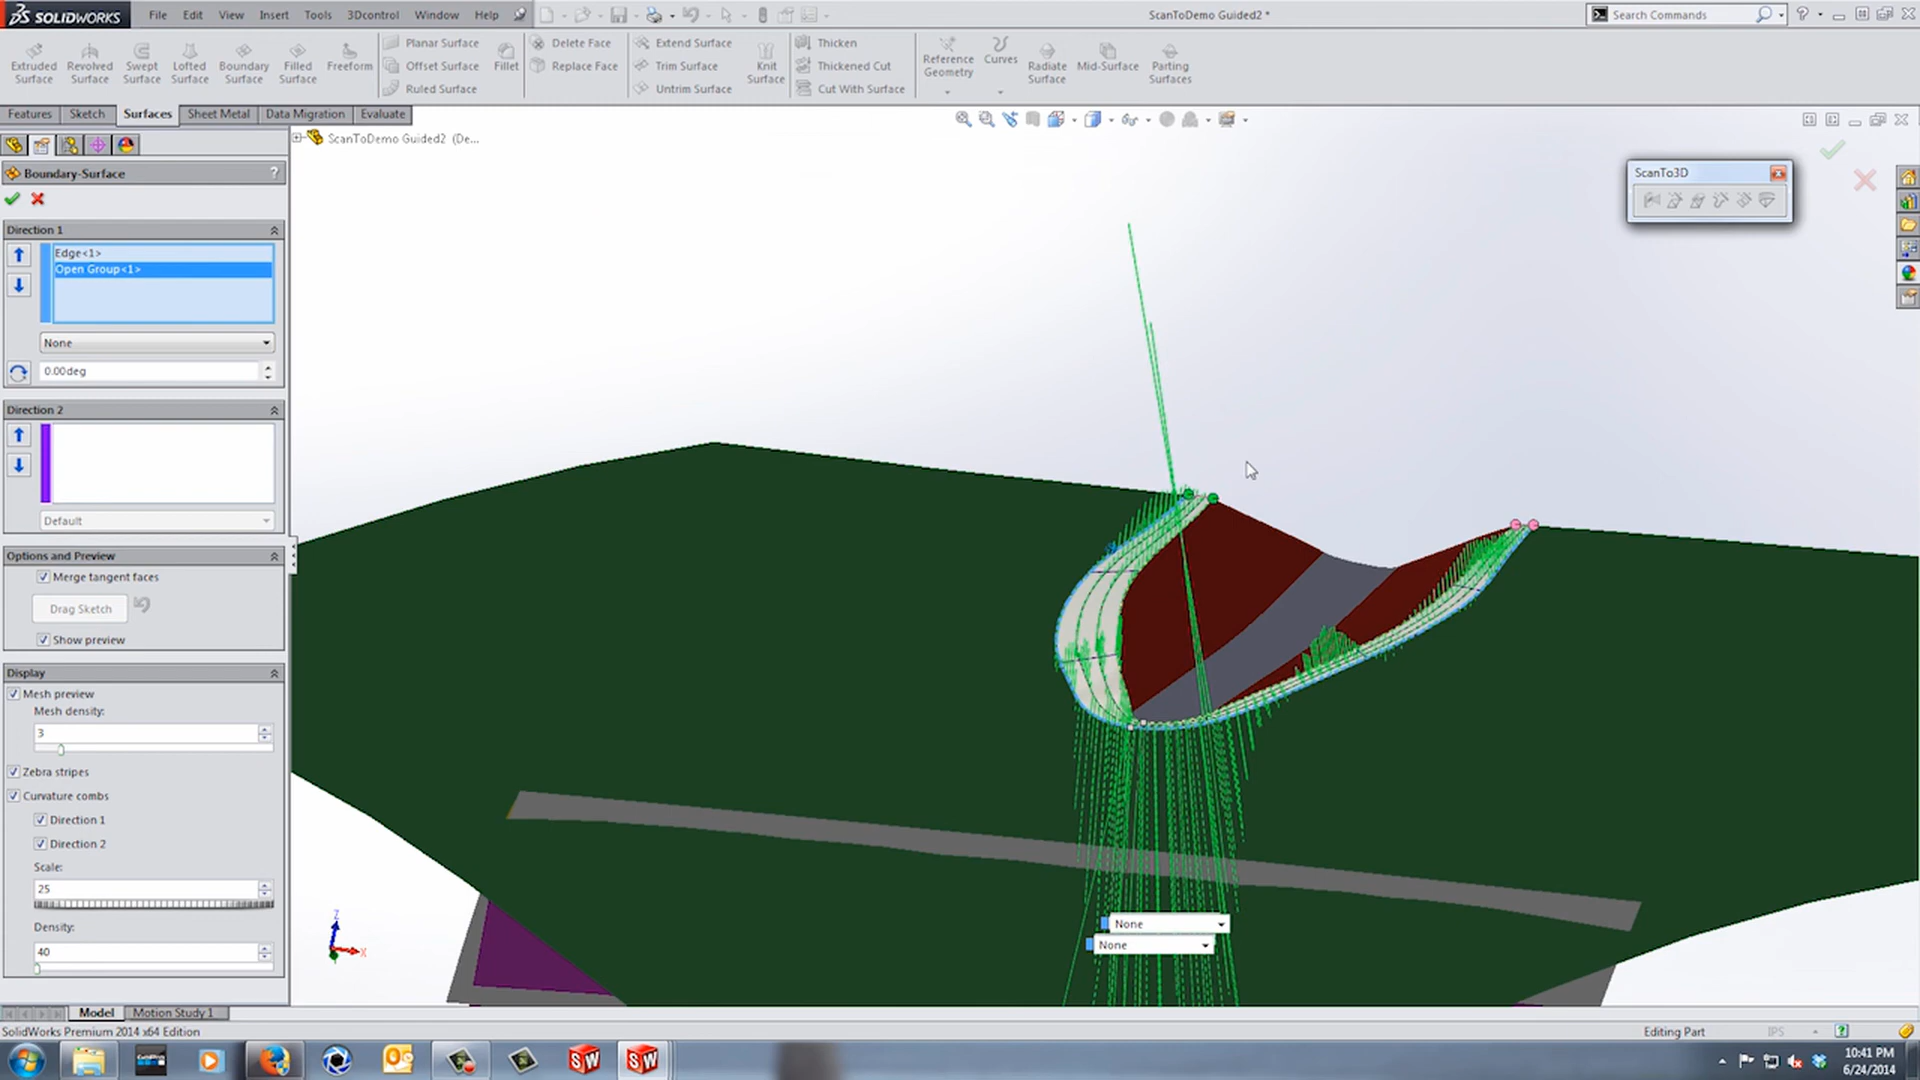 SOLIDWORKS File Edit View Insert Tools 3Dcontrol Window Help ScanToDemo Guided2 * Search Commands
Extruded Surface
Revolved Surface
Swept Surface
Lofted Surface
Boundary Surface
Filled Surface
Freeform
Planar Surface
Offset Surface
Ruled Surface
Fillet
Delete Face
Replace Face
Extend Surface
Trim Surface
Untrim Surface
Knit Surface
Thicken
Thickened Cut
Cut With Surface
Reference Geometry
Curves
Radiate Surface
Mid-Surface
Parting Surfaces
Features Sketch Surfaces Sheet Metal Data Migration Evaluate
ScanToDemo Guided2 (De...
ScanTo3D
Boundary-Surface ?
Direction 1
Edge<1>
Open Group<1>
None
0.00deg
Direction 2
Default
Options and Preview
Merge tangent faces
Drag Sketch
Show preview
Display
Mesh preview
Mesh density:
3
Zebra stripes
Curvature combs
Direction 1
Direction 2
Scale:
25
Density:
40
Z
X
None
None
Model Motion Study 1
SolidWorks Premium 2014 x64 Edition
Editing Part IPS
10:41 PM
6/24/2014